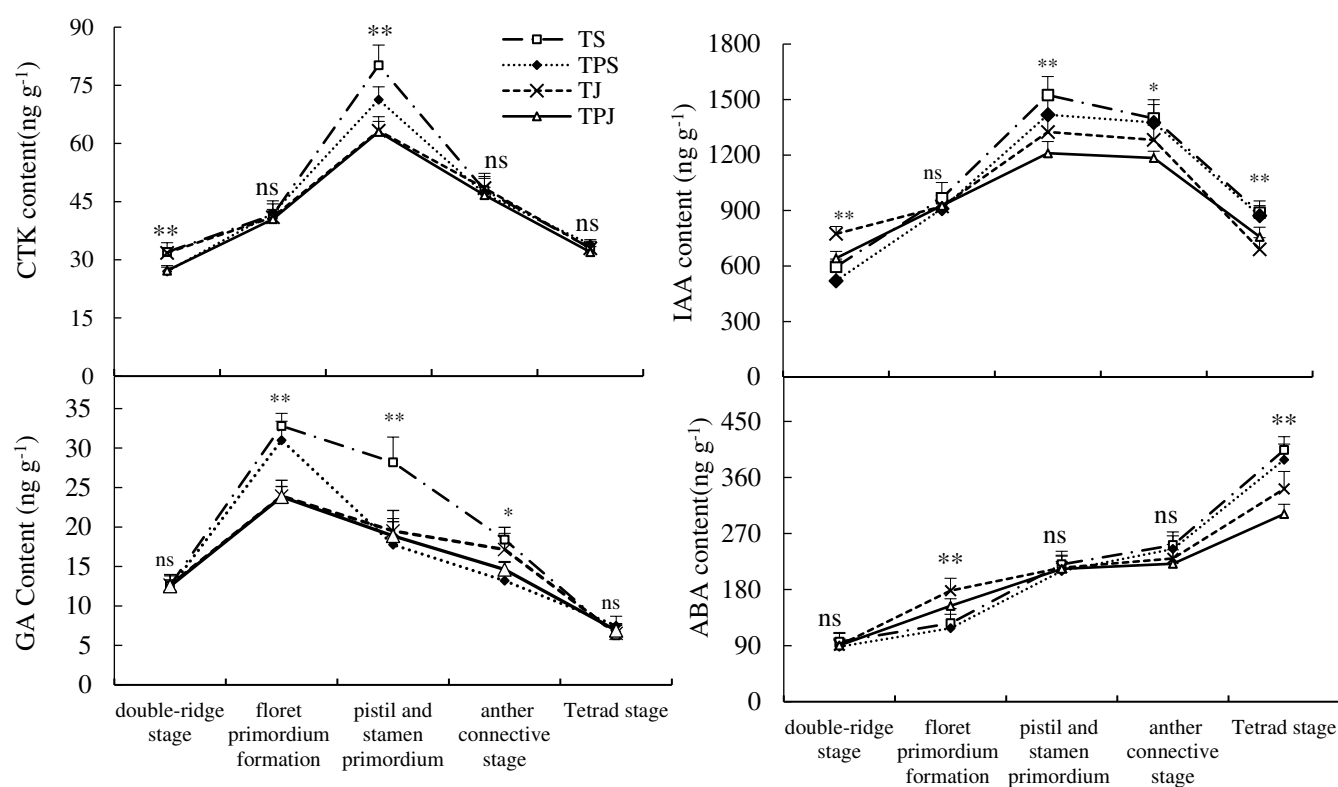 CTK content(ng g-1)
90
75
60
45
30
15
0
**
ns
**
ns
ns
TS
TPS
TJ
TPJ
IAA content (ng g-1)
1800
1500
1200
900
600
300
0
**
ns
**
*
**
GA Content (ng g-1)
35
30
25
20
15
10
5
0
ns
**
**
*
ns
double-ridge
stage
floret
primordium
formation
pistil and
stamen
primordium
anther
connective
stage
Tetrad stage
ABA content(ng g-1)
450
360
270
180
90
0
ns
**
ns
ns
**
double-ridge
stage
floret
primordium
formation
pistil and
stamen
primordium
anther
connective
stage
Tetrad stage